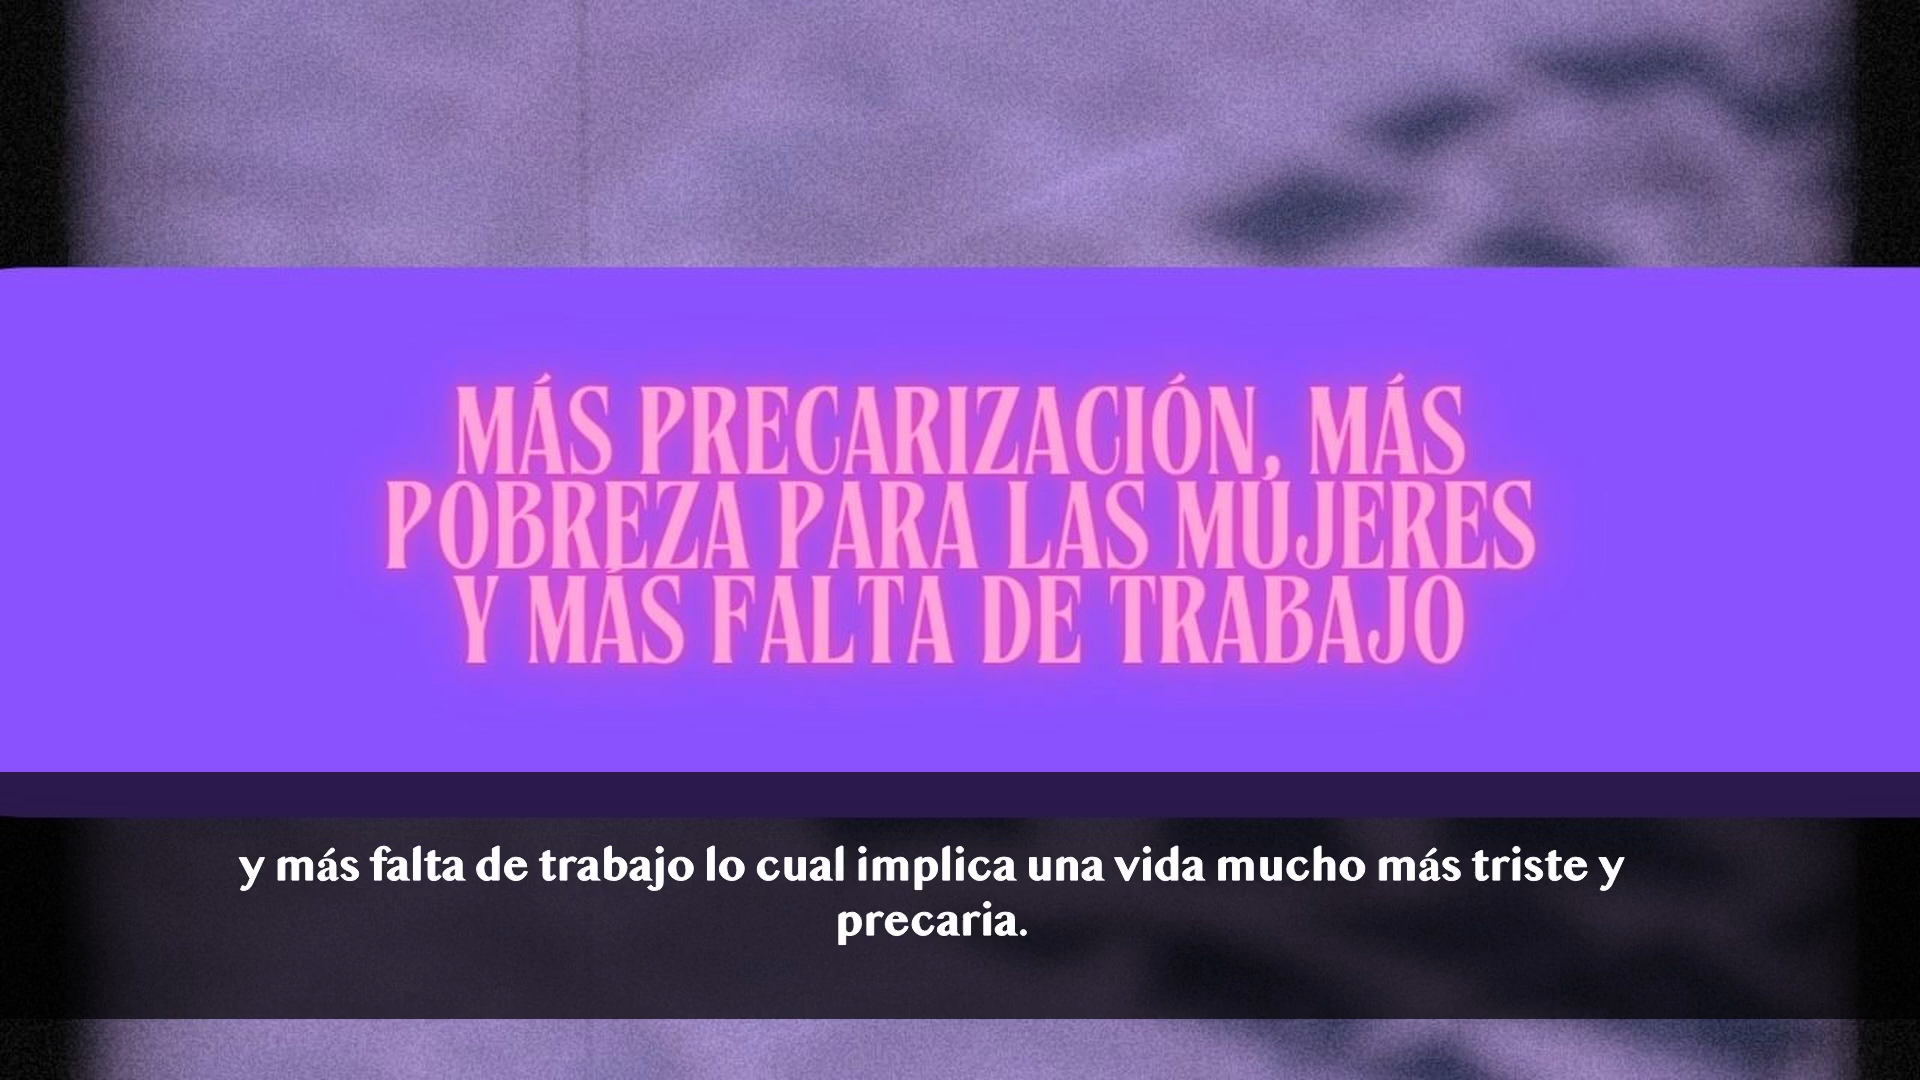 MÁS PRECARIZACIÓN, MÁS
POBREZA PARA LAS MUJERES
Y MÁS FALTA DE TRABAJO
y más falta de trabajo lo cual implica una vida mucho más triste y
precaria.